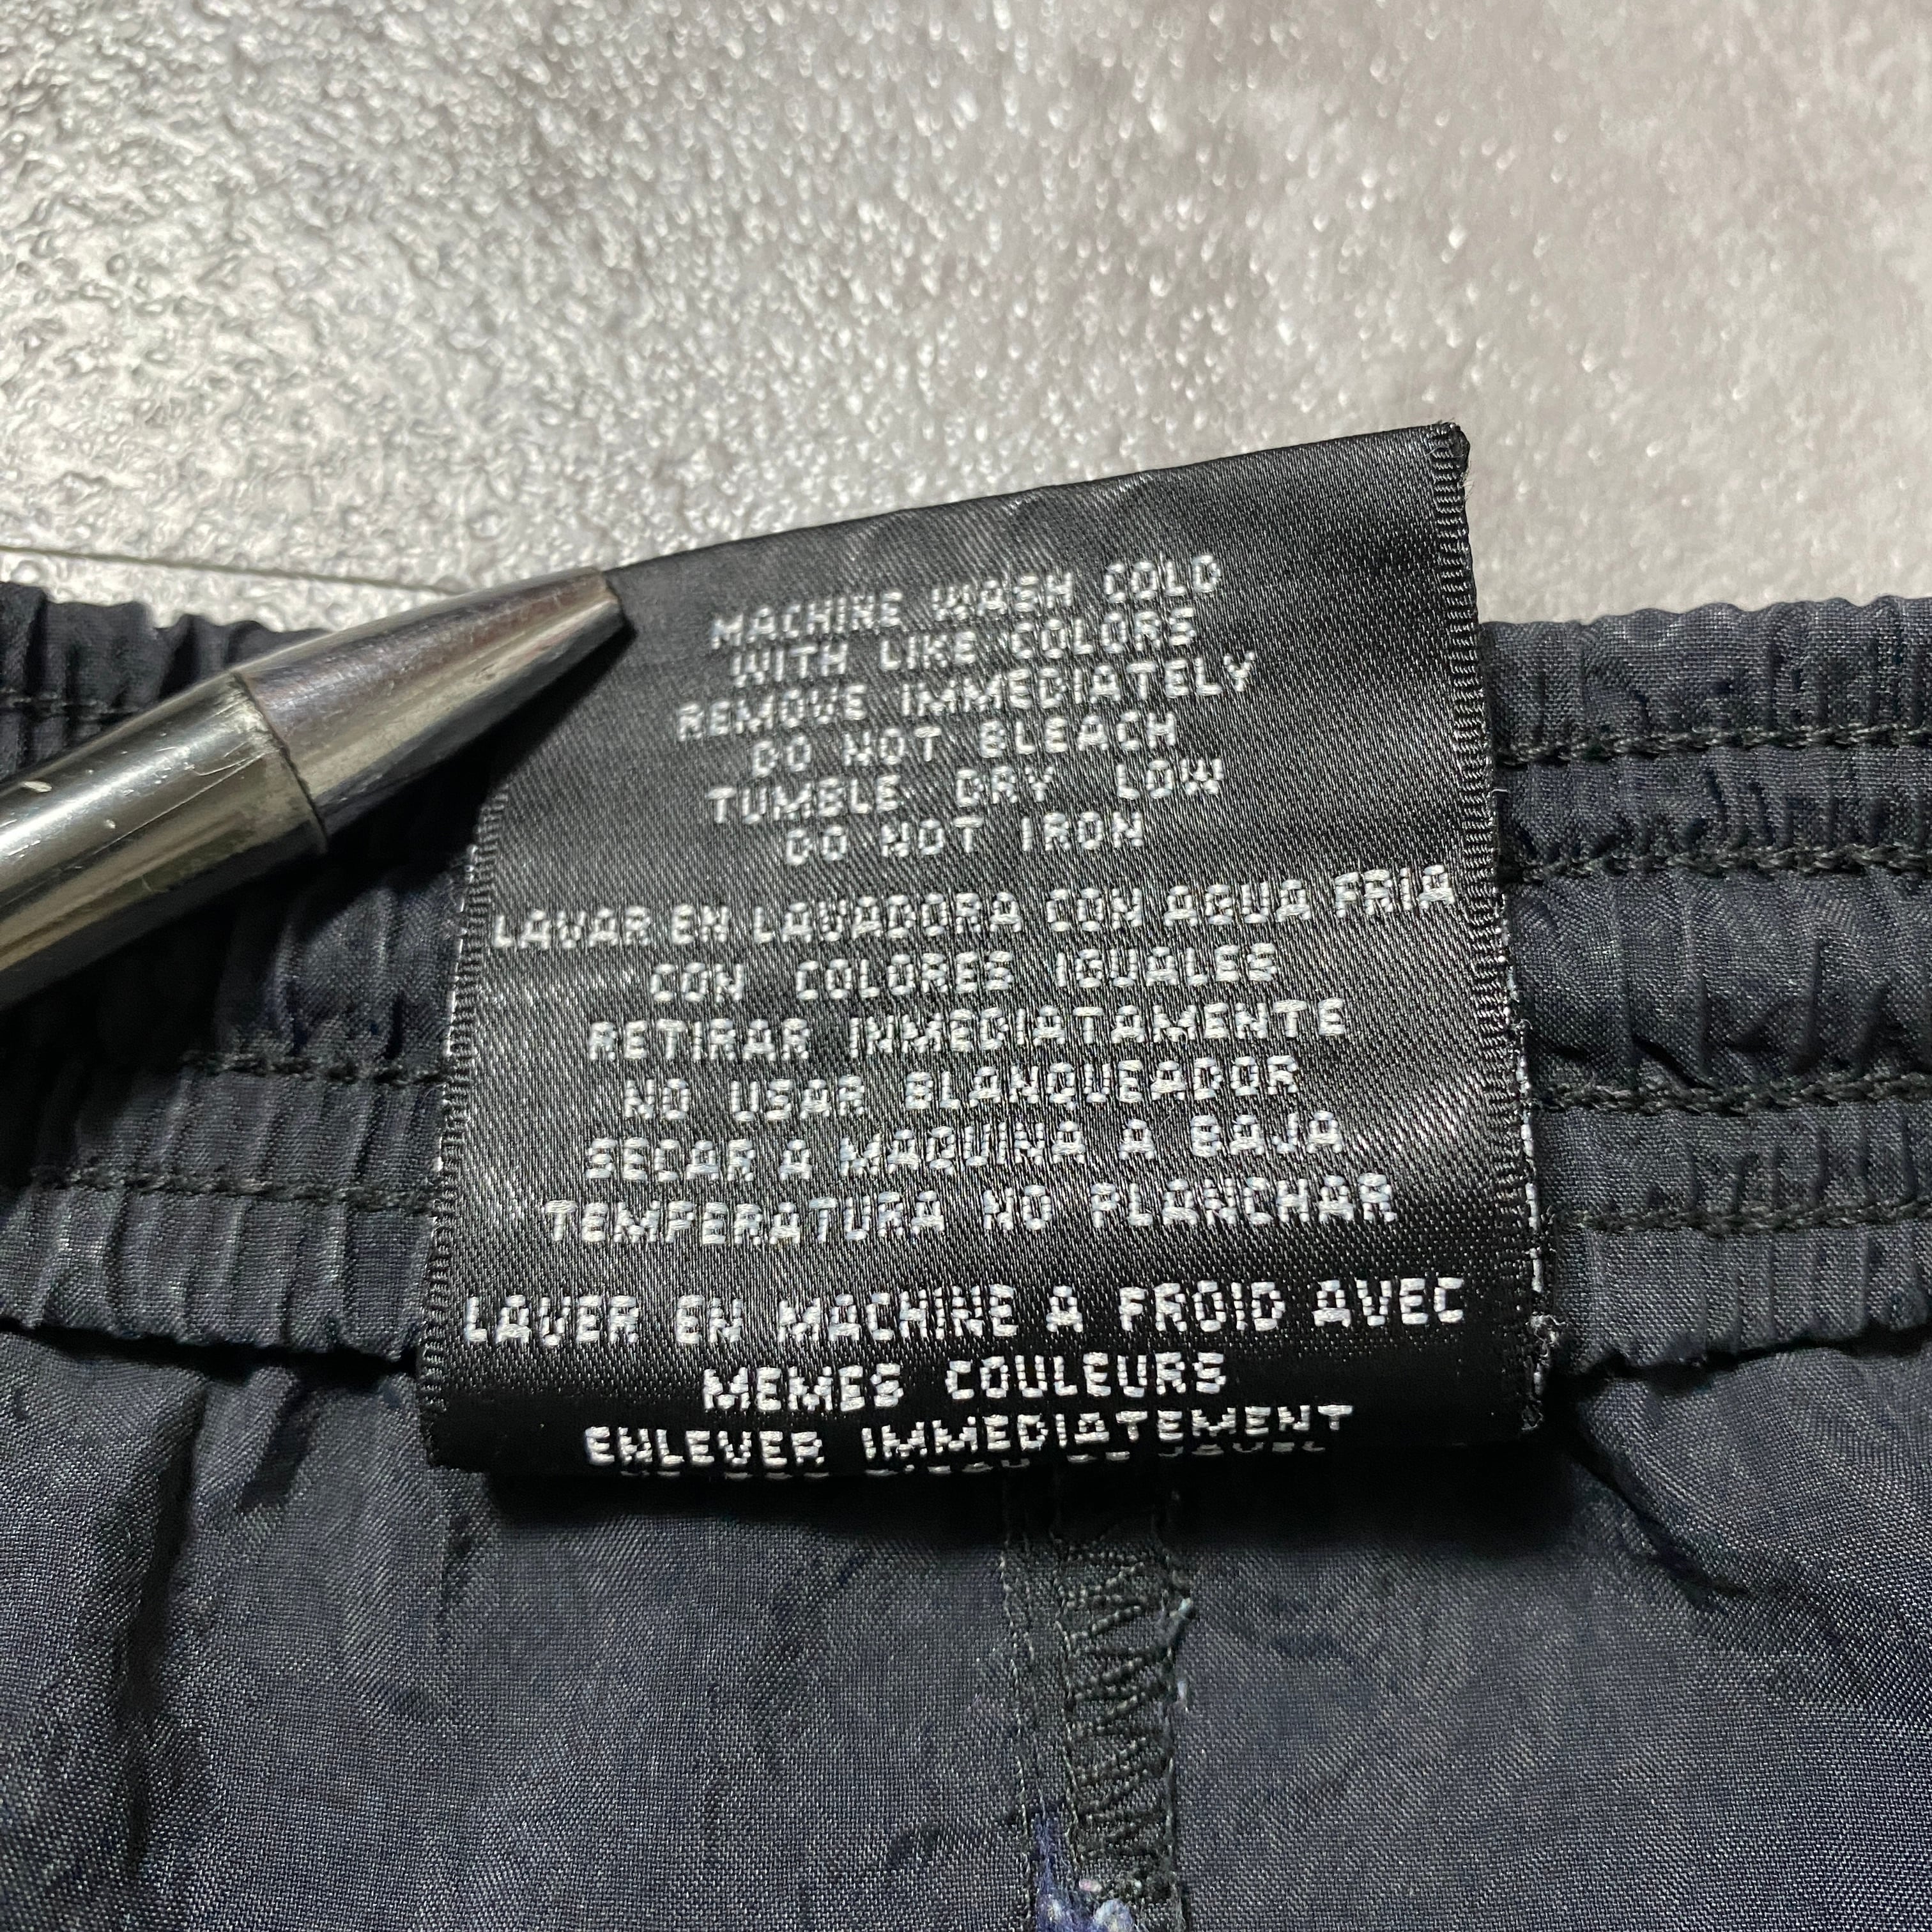 MACHINE WASH COLD
WITH LIKE COLORS
REMOVE IMMEDIATELY
DO NOT BLEACH
TUMBLE DRY LOW
DO NOT IRON
LAVAR EN LAVADORA CON AGUA FRIA
CON COLORES IGUALES
RETIRAR INMEDIATAMENTE
NO USAR BLANQUEADOR
SECAR A MAQUINA A BAJA
TEMPERATURA NO PLANCHAR
LAVER EN MACHINE A FROID AVEC
MEMES COULEURS
ENLEVER IMMEDIATEMENT